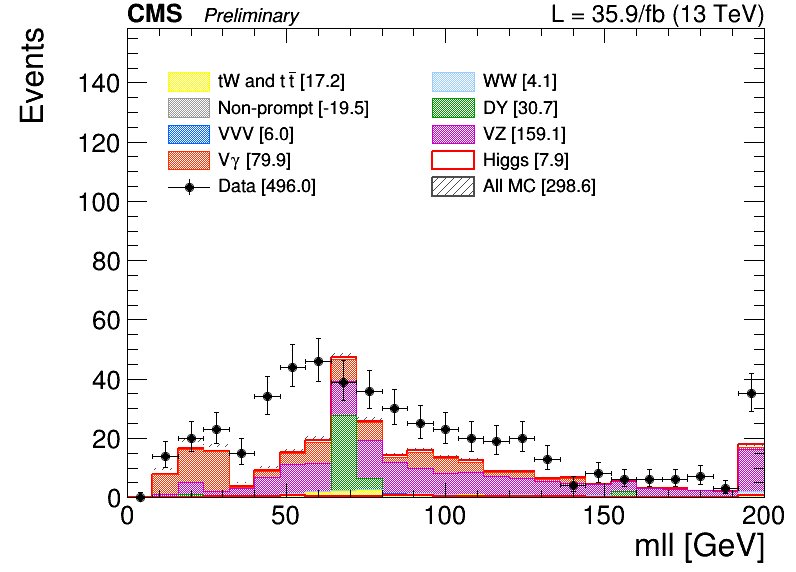 CMS Preliminary L = 35.9/fb (13 TeV)
Events
140
120
100
80
60
40
20
0
tW and t t̅ [17.2]
Non-prompt [-19.5]
VVV [6.0]
Vγ [79.9]
Data [496.0]
WW [4.1]
DY [30.7]
VZ [159.1]
Higgs [7.9]
All MC [298.6]
0 50 100 150 200
mll [GeV]